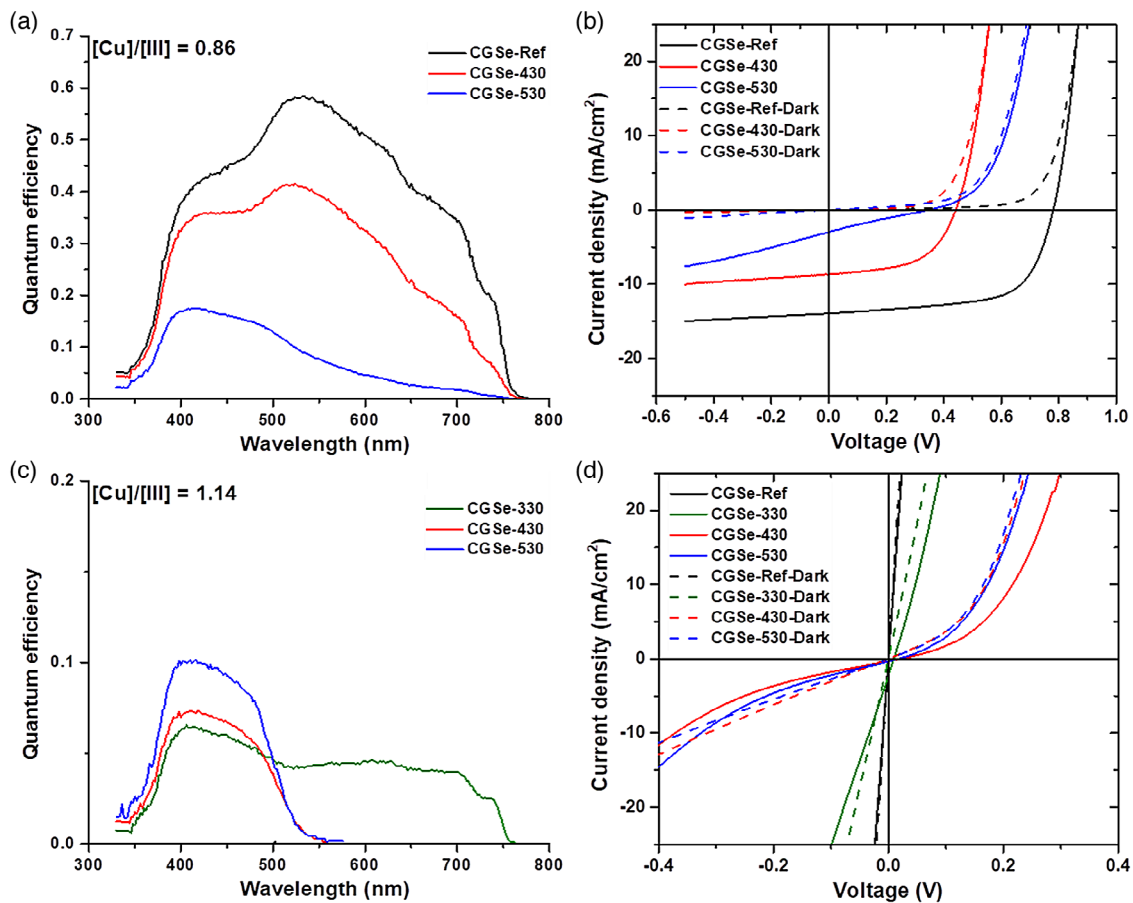 (a)
[Cu]/[III] = 0.86
CGSe-Ref
CGSe-430
CGSe-530
Quantum efficiency
0.7
0.6
0.5
0.4
0.3
0.2
0.1
0.0
300 400 500 600 700 800
Wavelength (nm)
(b)
CGSe-Ref
CGSe-430
CGSe-530
CGSe-Ref-Dark
CGSe-430-Dark
CGSe-530-Dark
Current density (mA/cm²)
20
10
0
-10
-20
-0.6 -0.4 -0.2 0.0 0.2 0.4 0.6 0.8 1.0
Voltage (V)
(c)
[Cu]/[III] = 1.14
CGSe-330
CGSe-430
CGSe-530
Quantum efficiency
0.2
0.1
0.0
300 400 500 600 700 800
Wavelength (nm)
(d)
CGSe-Ref
CGSe-330
CGSe-430
CGSe-530
CGSe-Ref-Dark
CGSe-330-Dark
CGSe-430-Dark
CGSe-530-Dark
Current density (mA/cm²)
20
10
0
-10
-20
-0.4 -0.2 0.0 0.2 0.4
Voltage (V)